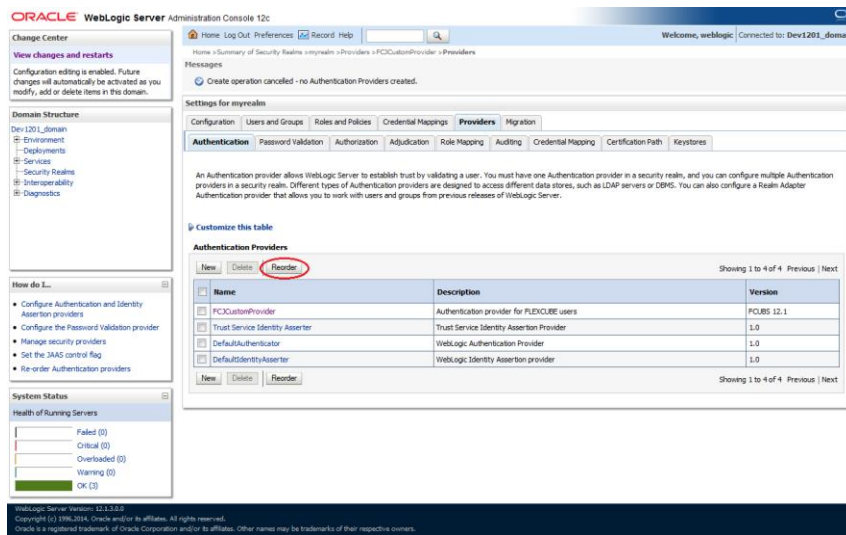 ORACLE WebLogic Server Administration Console 12c
Change Center
View changes and restarts
Configuration editing is enabled. Future
changes will automatically be activated as you
modify, add or delete items in this domain.
Domain Structure
Dev1201_domain
Environment
Deployments
Services
Security Realms
Interoperability
Diagnostics
How do I...
Configure Authentication and Identity
Assertion providers
Configure the Password Validation provider
Manage security providers
Set the JAAS control flag
Re-order Authentication providers
System Status
Health of Running Servers
Failed (0)
Critical (0)
Overloaded (0)
Warning (0)
OK (3)
Home Log Out Preferences Record Help
Welcome, weblogic Connected to: Dev1201_doma
Home >Summary of Security Realms >myrealm >Providers >FCJCustomProvider >Providers
Messages
Create operation cancelled - no Authentication Providers created.
Settings for myrealm
Configuration Users and Groups Roles and Policies Credential Mappings Providers Migration
Authentication Password Validation Authorization Adjudication Role Mapping Auditing Credential Mapping Certification Path Keystores
An Authentication provider allows WebLogic Server to establish trust by validating a user. You must have one Authentication provider in a security realm, and you can configure multiple Authentication
providers in a security realm. Different types of Authentication providers are designed to access different data stores, such as LDAP servers or DBMS. You can also configure a Realm Adapter
Authentication provider that allows you to work with users and groups from previous releases of WebLogic Server.
Customize this table
Authentication Providers
New Delete Reorder Showing 1 to 4 of 4 Previous | Next
Name Description Version
FCJCustomProvider Authentication provider for FLEXCUBE users FCUBS 12.1
Trust Service Identity Asserter Trust Service Identity Assertion Provider 1.0
DefaultAuthenticator WebLogic Authentication Provider 1.0
DefaultIdentityAsserter WebLogic Identity Assertion provider 1.0
New Delete Reorder Showing 1 to 4 of 4 Previous | Next
WebLogic Server Version: 12.1.3.0.0
Copyright (c) 1996,2014, Oracle and/or its affiliates. All rights reserved.
Oracle is a registered trademark of Oracle Corporation and/or its affiliates. Other names may be trademarks of their respective owners.